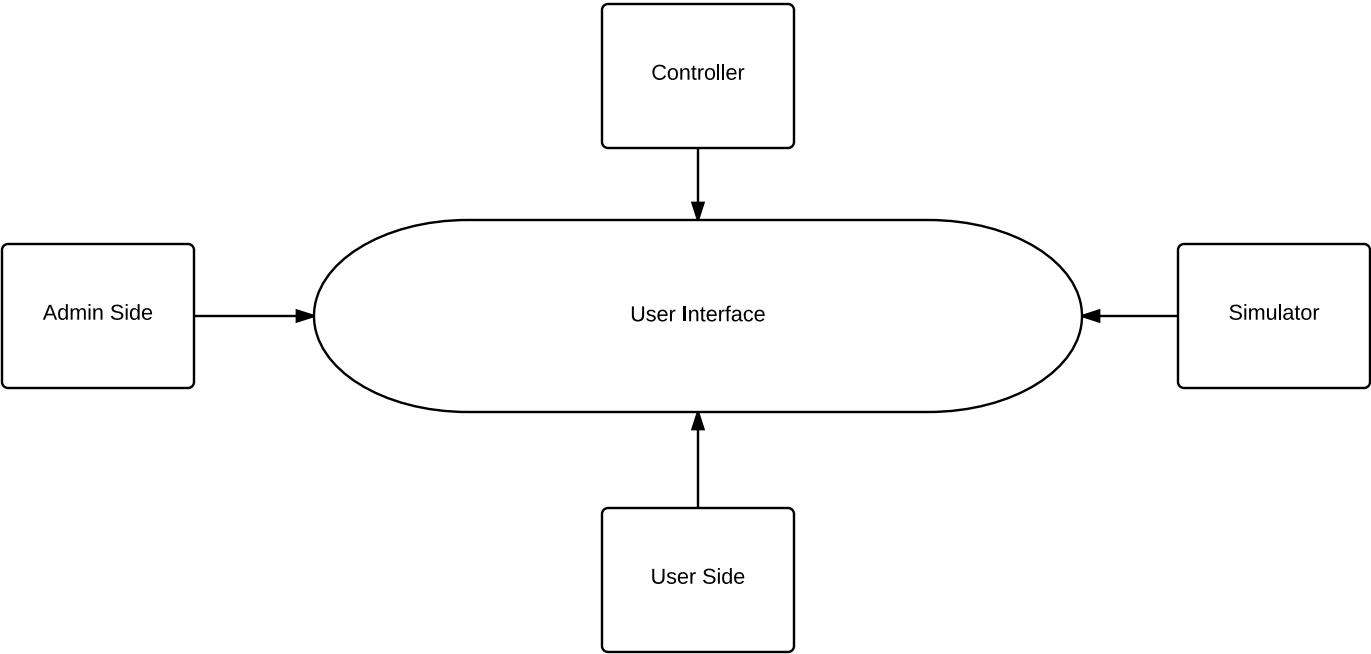 Controller
Admin Side
User Interface
Simulator
User Side